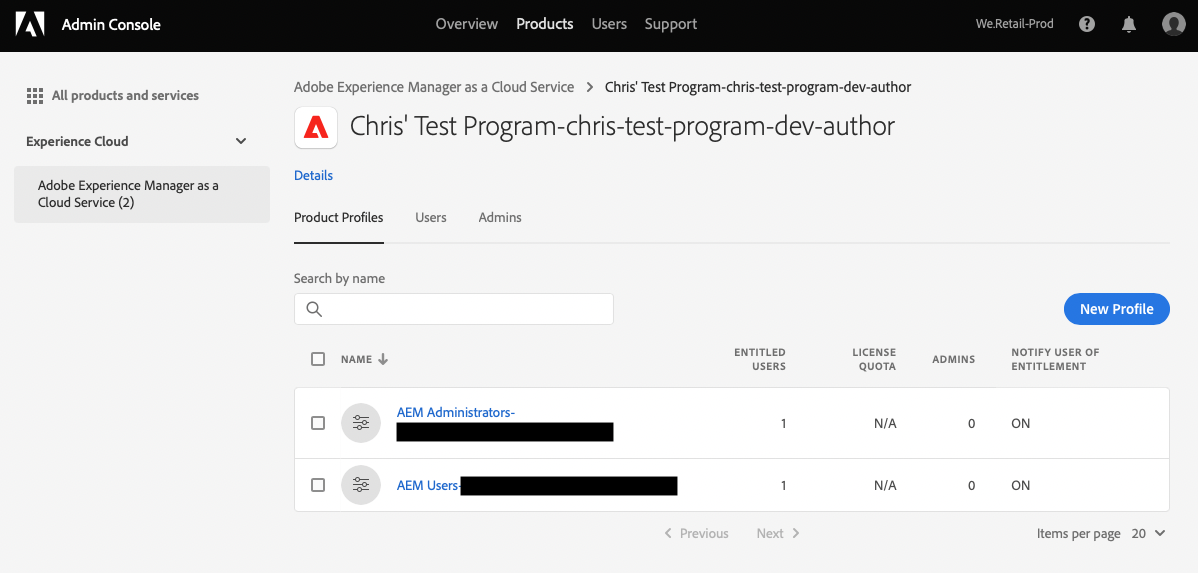 Admin Console
Overview Products Users Support
We.Retail-Prod
All products and services
Experience Cloud
Adobe Experience Manager as a
Cloud Service (2)
Adobe Experience Manager as a Cloud Service > Chris' Test Program-chris-test-program-dev-author
Chris' Test Program-chris-test-program-dev-author
Details
Product Profiles Users Admins
Search by name
New Profile
NAME
ENTITLED
USERS
LICENSE
QUOTA
ADMINS
NOTIFY USER OF
ENTITLEMENT
AEM Administrators-
1 N/A 0 ON
AEM Users- 1 N/A 0 ON
Previous Next Items per page 20